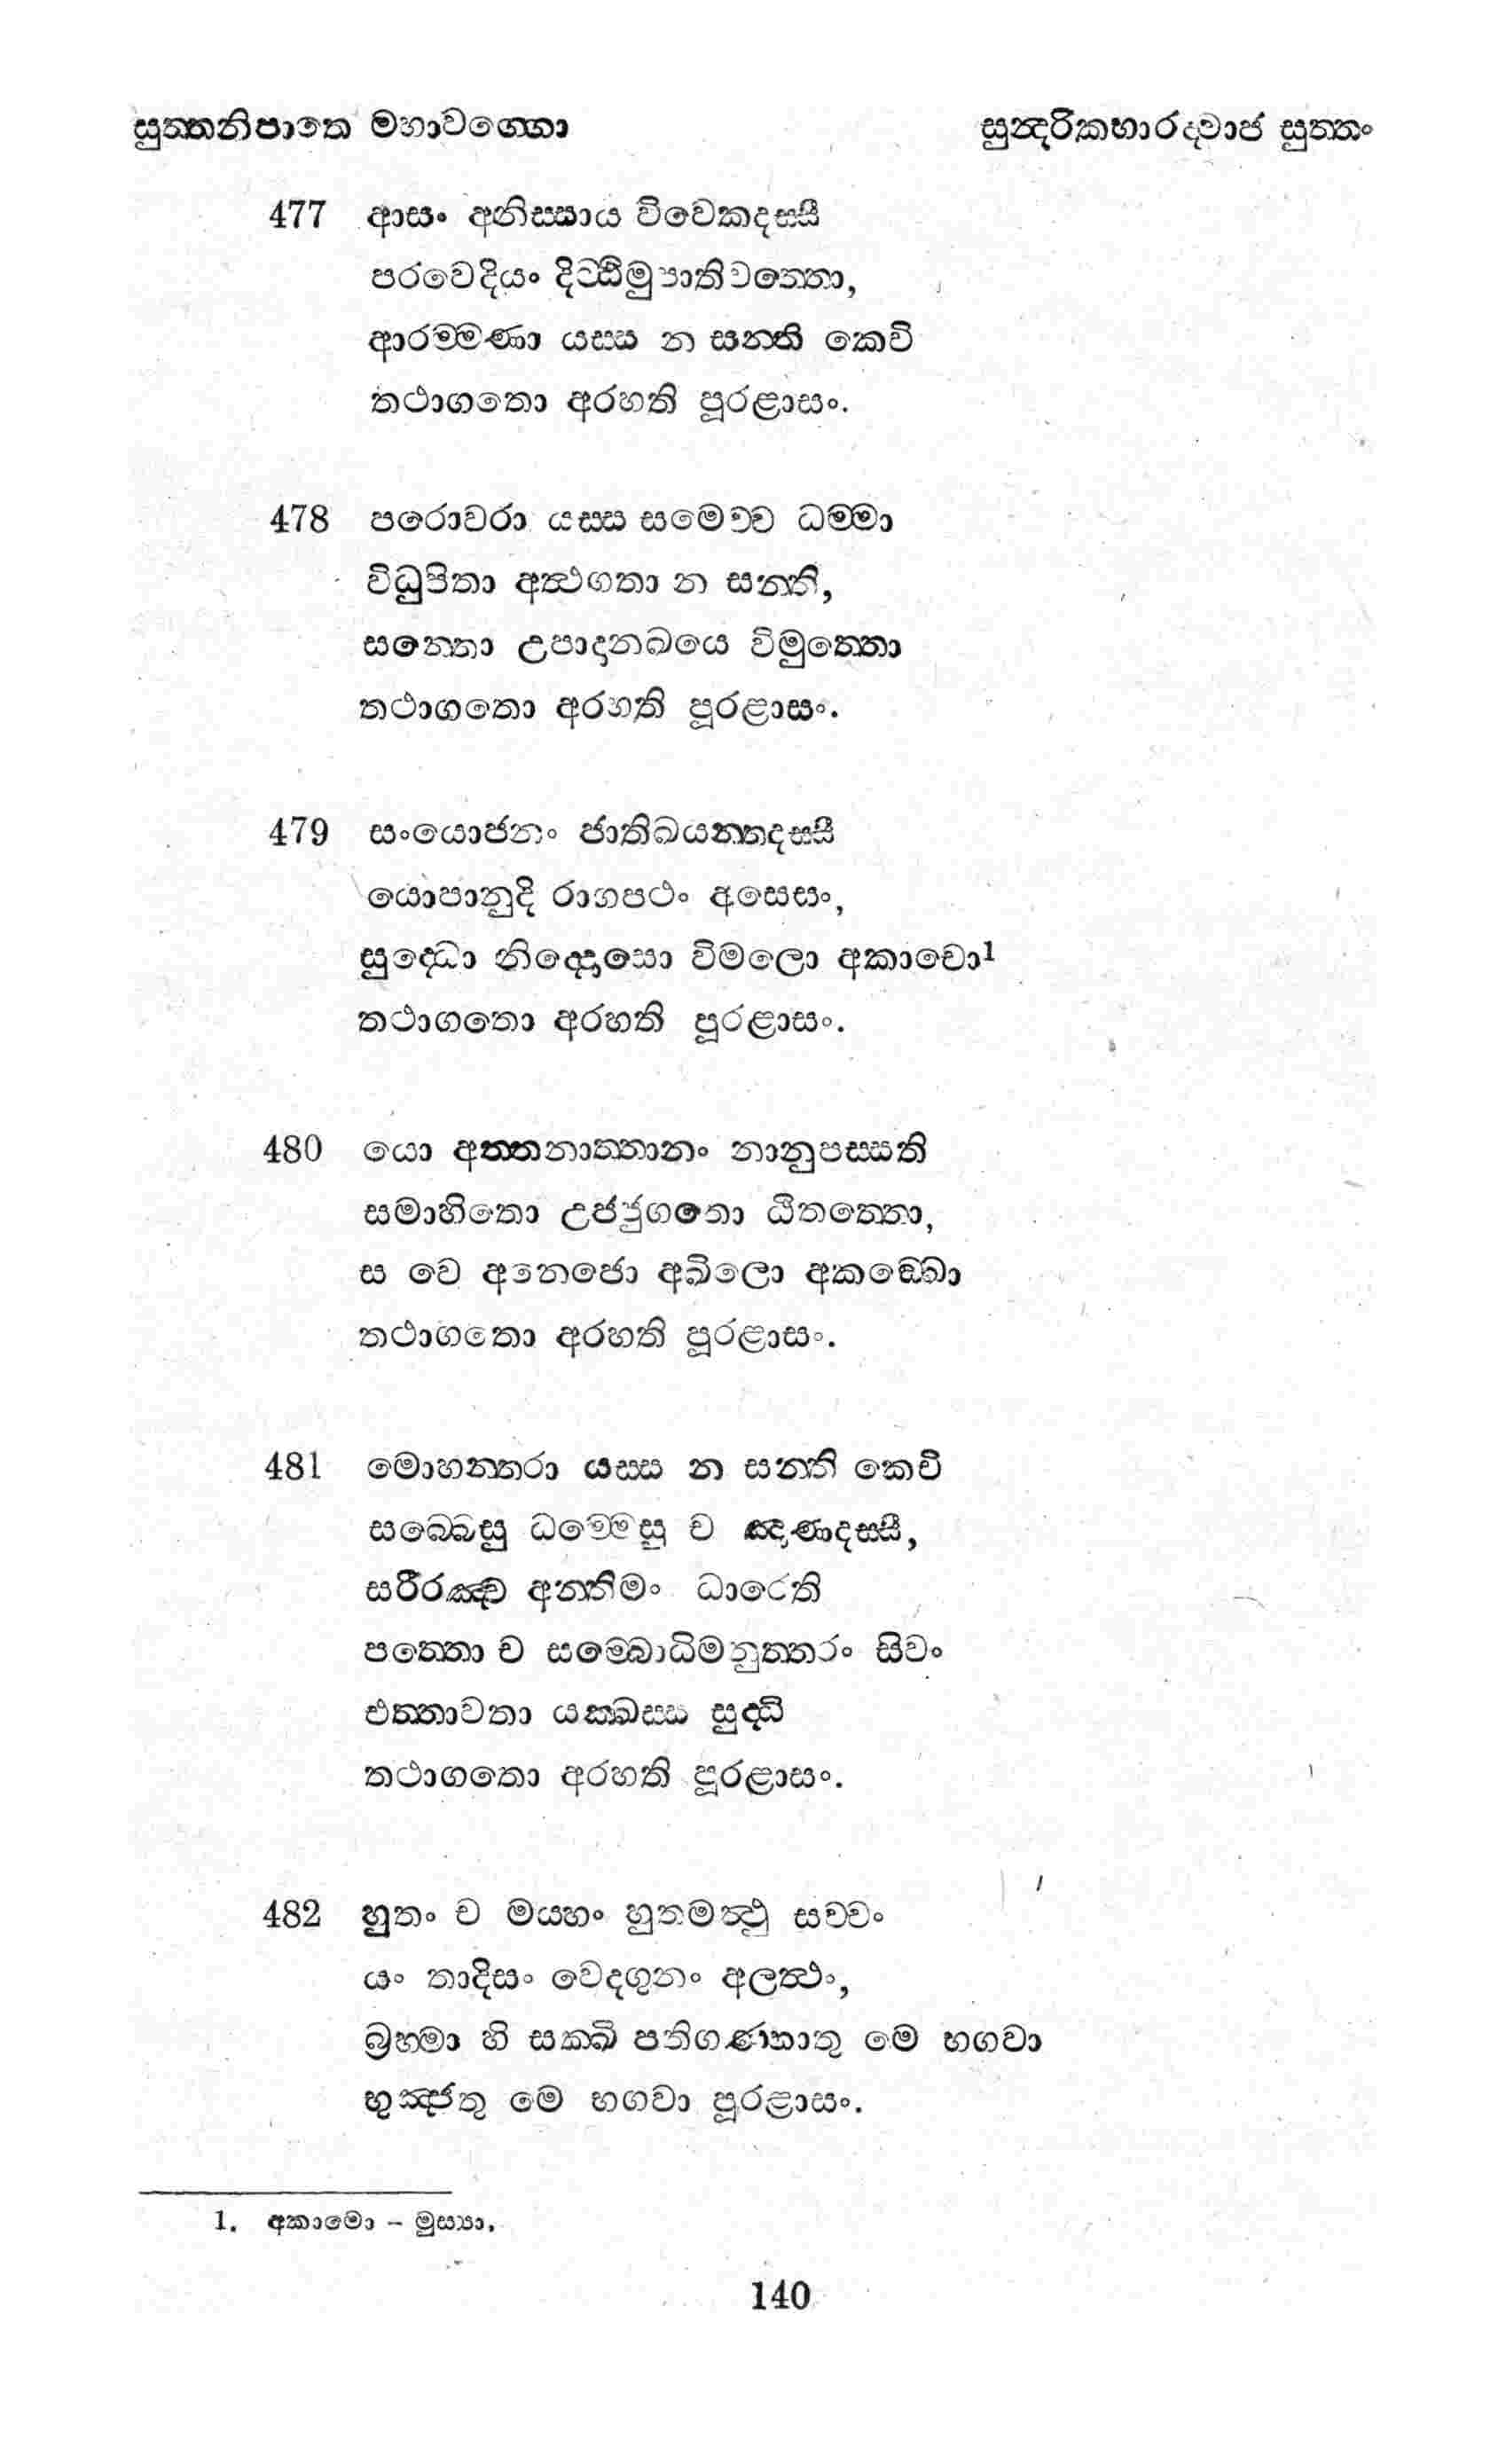 සුත්තනිපාතෙ මහාවග්ගො සුන්දරිකභාරද්වාජ සුත්තං
477 ආසං අනිස්සාය විවෙකදස්සී
පරවෙදියං දිට්ඨිමුපාතිවත්තො,
ආරම්මණා යස්ස න සන්ති කෙචි
තථාගතො අරහති පූරළාසං.
478 පරොවරා යස්ස සමෙච්ච ධම්මා
විධුපිතා අත්ථගතා න සන්ති,
සන්තො උපාදානඛයෙ විමුත්තො
තථාගතො අරහති පූරළාසං.
479 සංයොජනං ජාතිඛයන්තදස්සී
යොපානුදි රාගපථං අසෙසං,
සුද්ධො නිද්දොසො විමලො අකාචො1
තථාගතො අරහති පූරළාසං.
480 යො අත්තනාත්තානං නානුපස්සති
සමාහිතො උජ්ජුගතො ඨිතත්තො,
ස වෙ අනෙජො අඛිලො අකඞ්ඛො
තථාගතො අරහති පූරළාසං.
481 මොහන්තරා යස්ස න සන්ති කෙචි
සබ්බෙසු ධම්මෙසු ච ඤාණදස්සී,
සරීරඤ්ච අන්තිමං ධාරෙති
පත්තො ච සම්බොධිමනුත්තරං සිවං
එත්තාවතා යක්ඛස්ස සුද්ධි
තථාගතො අරහති පූරළාසං.
482 හුතං ච මය්හං හුතමත්ථු සච්චං
යං තාදිසං වෙදගුනං අලත්ථං,
බ්‍රහ්මා හි සක්ඛි පතිගණ්හාතු මෙ භගවා
භුඤ්ජතු මෙ භගවා පූරළාසං.
1. අකාමො - මුස්‍යා.
140